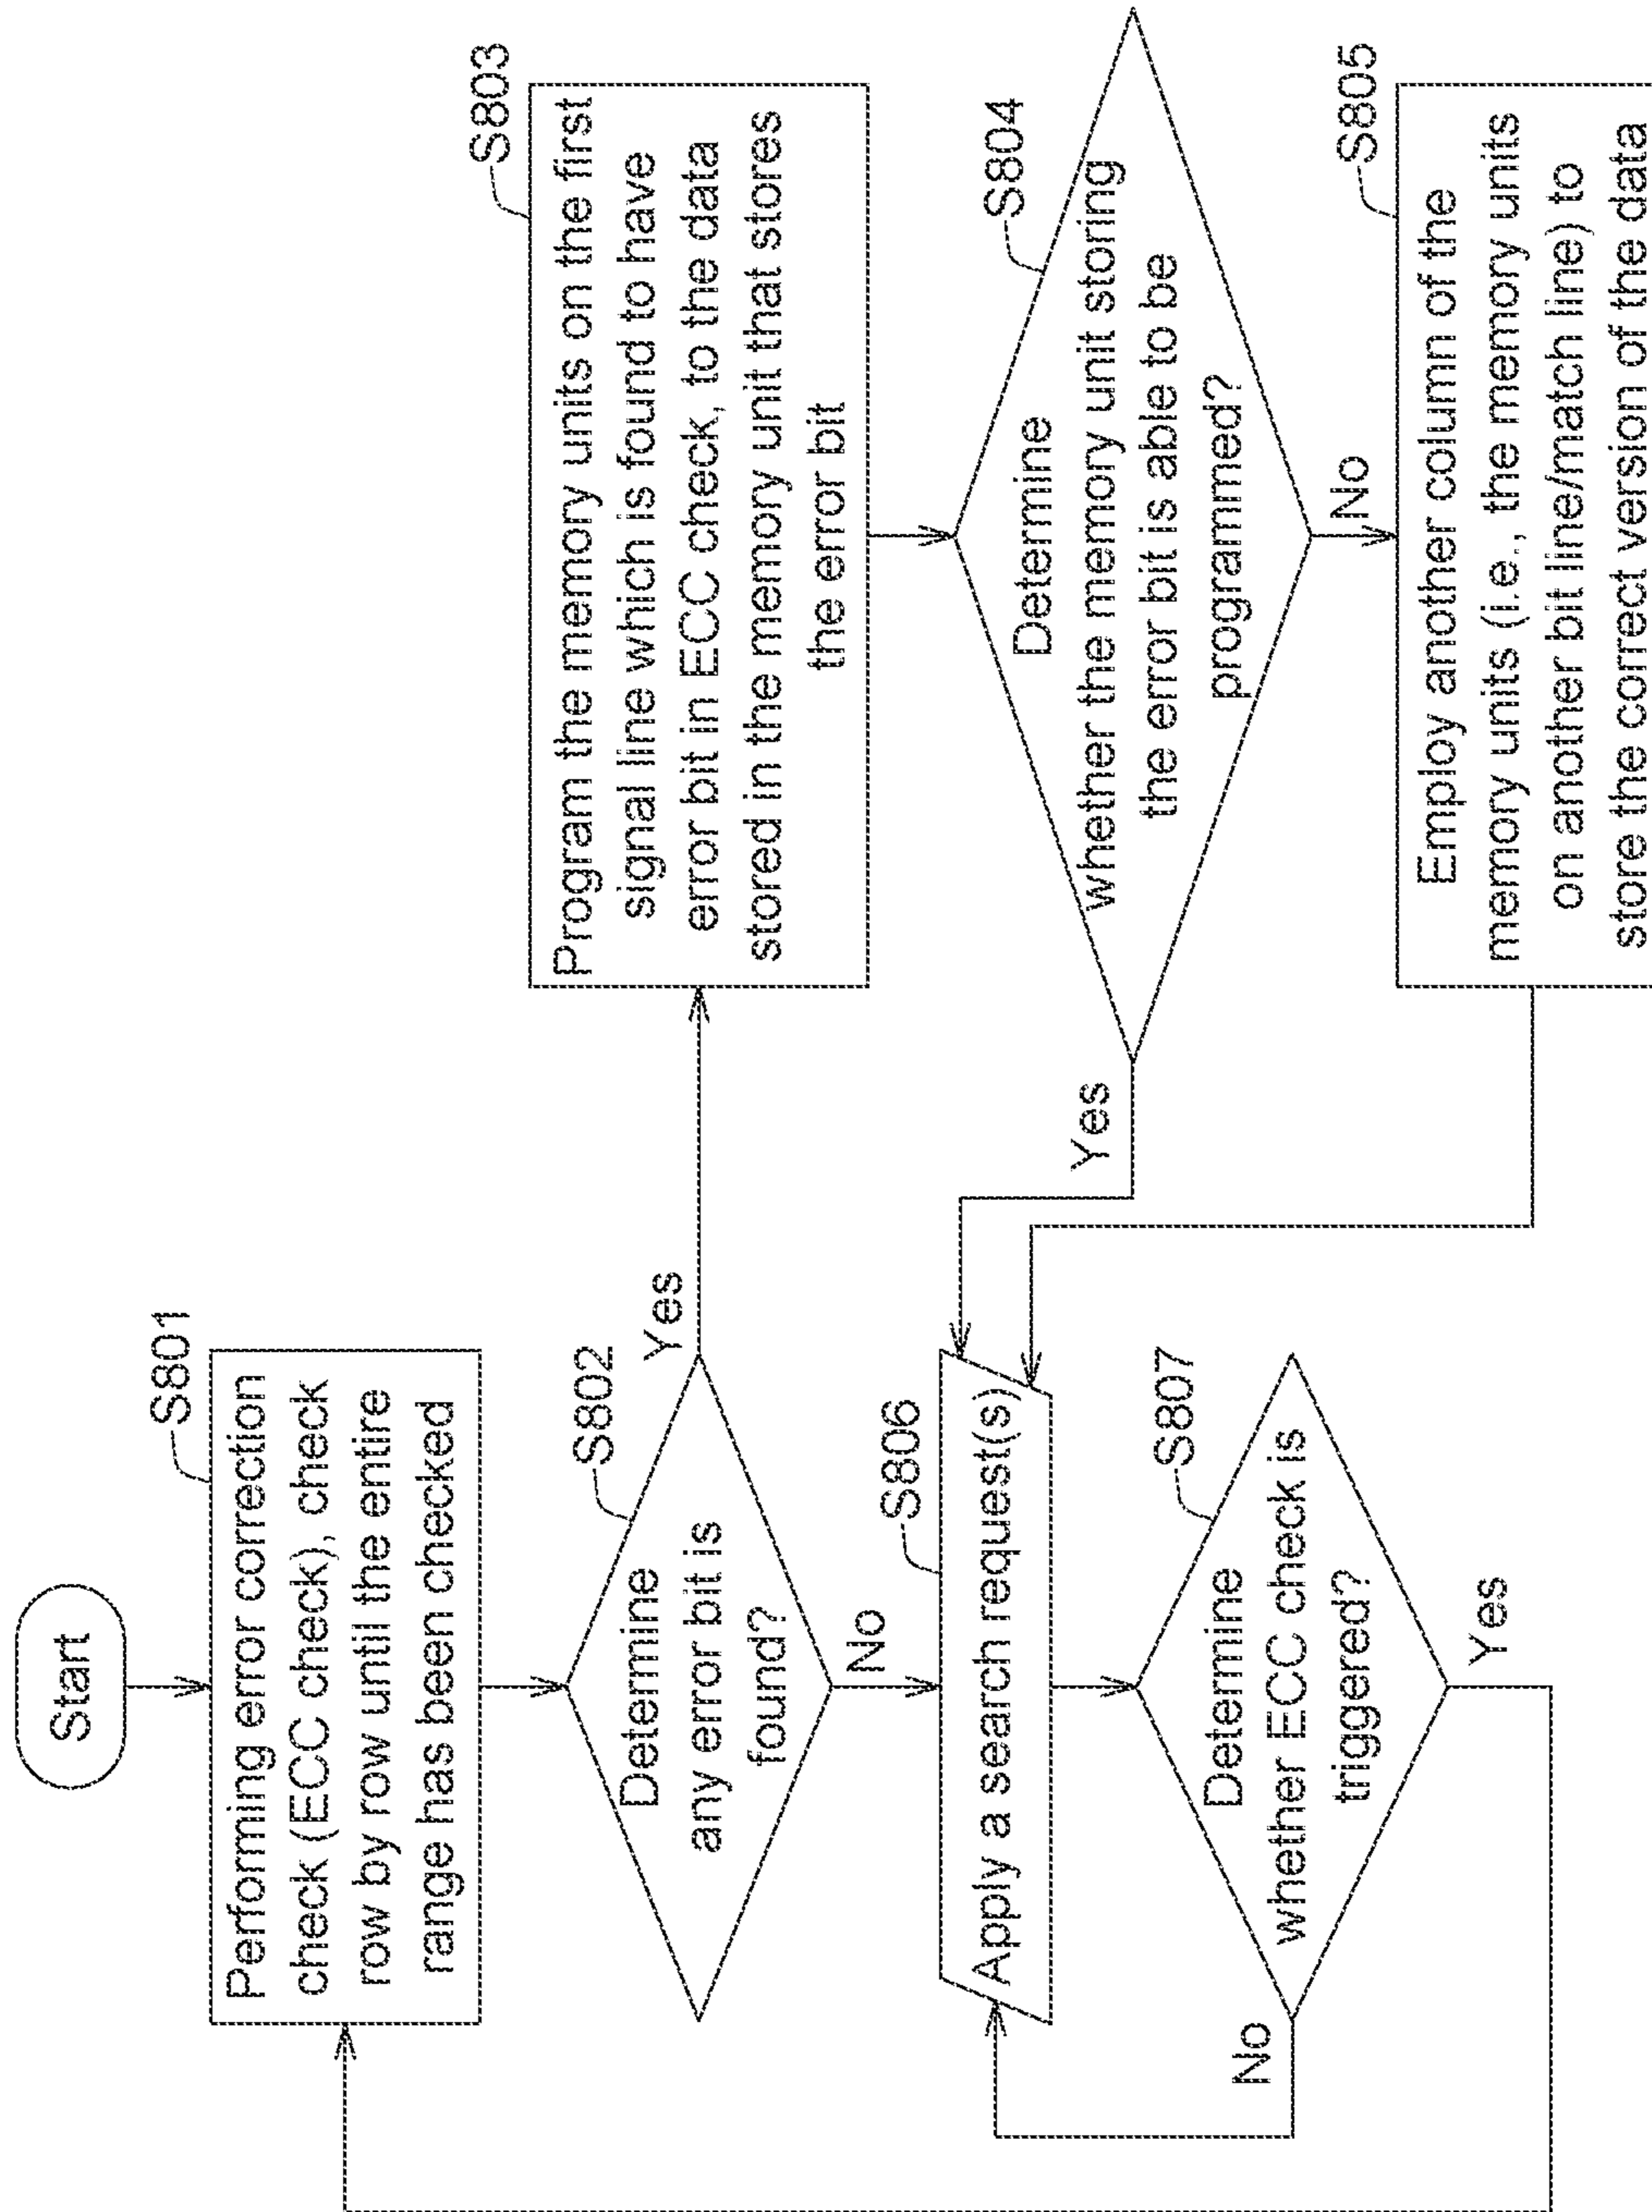 Start
S801
Performing error correction
check (ECC check), check
row by row until the entire
range has been checked
S802
Determine
any error bit is
found?
Yes
No
S803
Program the memory units on the first
signal line which is found to have
error bit in ECC check, to the data
stored in the memory unit that stores
the error bit
S804
Determine
whether the memory unit storing
the error bit is able to be
programmed?
Yes
No
S805
Employ another column of the
memory units (i.e., the memory units
on another bit line/match line) to
store the correct version of the data
S806
Apply a search request(s)
S807
Determine
whether ECC check is
triggered?
No
Yes